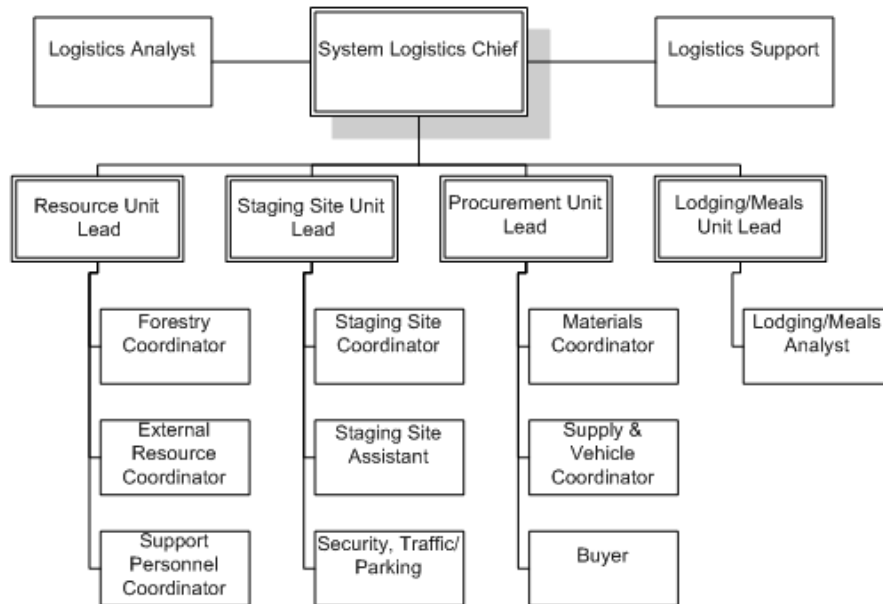 Logistics Analyst
System Logistics Chief
Logistics Support
Resource Unit
Lead
Staging Site Unit
Lead
Procurement Unit
Lead
Lodging/Meals
Unit Lead
Forestry
Coordinator
Staging Site
Coordinator
Materials
Coordinator
Lodging/Meals
Analyst
External
Resource
Coordinator
Staging Site
Assistant
Supply &
Vehicle
Coordinator
Support
Personnel
Coordinator
Security, Traffic/
Parking
Buyer